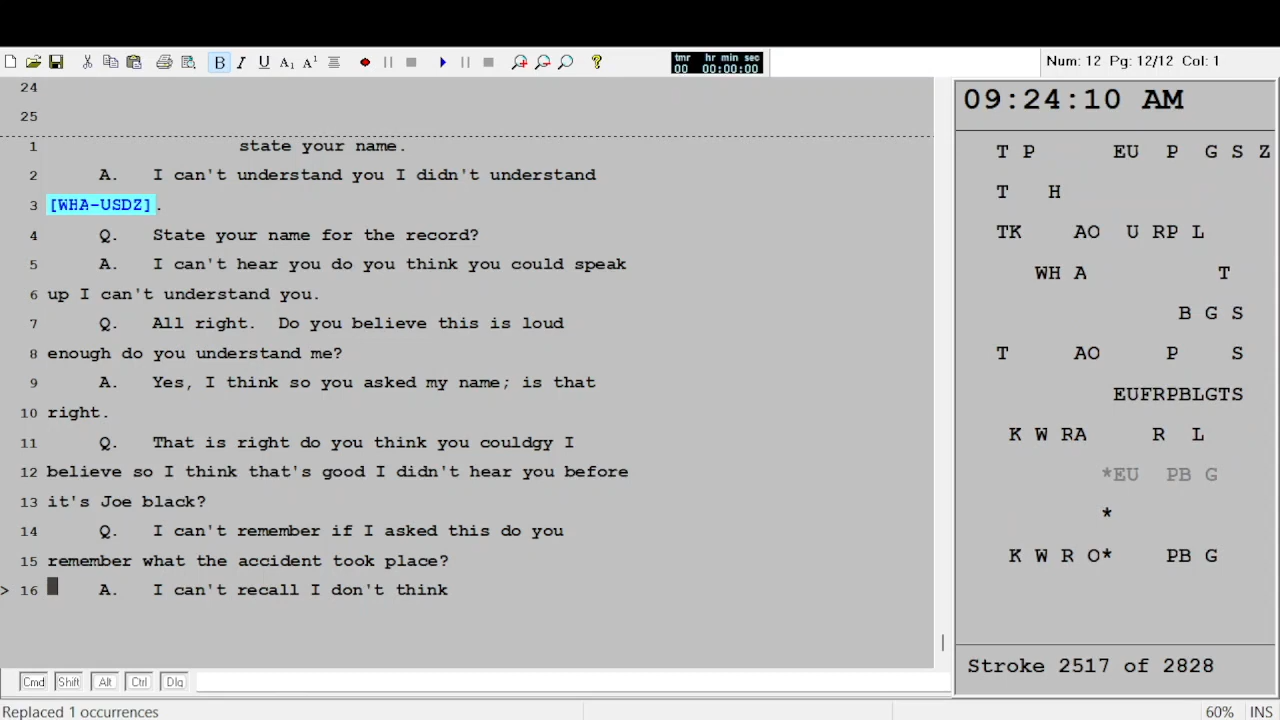 B I U A₁ A¹
tmr hr min sec
00 00:00:00
Num: 12 Pg: 12/12 Col: 1
24
25
1 state your name.
2 A. I can't understand you I didn't understand
3 [WHA-USDZ].
4 Q. State your name for the record?
5 A. I can't hear you do you think you could speak
6 up I can't understand you.
7 Q. All right. Do you believe this is loud
8 enough do you understand me?
9 A. Yes, I think so you asked my name; is that
10 right.
11 Q. That is right do you think you couldgy I
12 believe so I think that's good I didn't hear you before
13 it's Joe black?
14 Q. I can't remember if I asked this do you
15 remember what the accident took place?
> 16 A. I can't recall I don't think
09:24:10 AM
T P EU P G S Z
T H
TK AO U RP L
WH A T
B G S
T AO P S
EUFRPBLGTS
K W RA R L
*EU PB G
*
K W R O* PB G
Stroke 2517 of 2828
Cmd Shift Alt Ctrl Dlg
Replaced 1 occurrences
60% INS